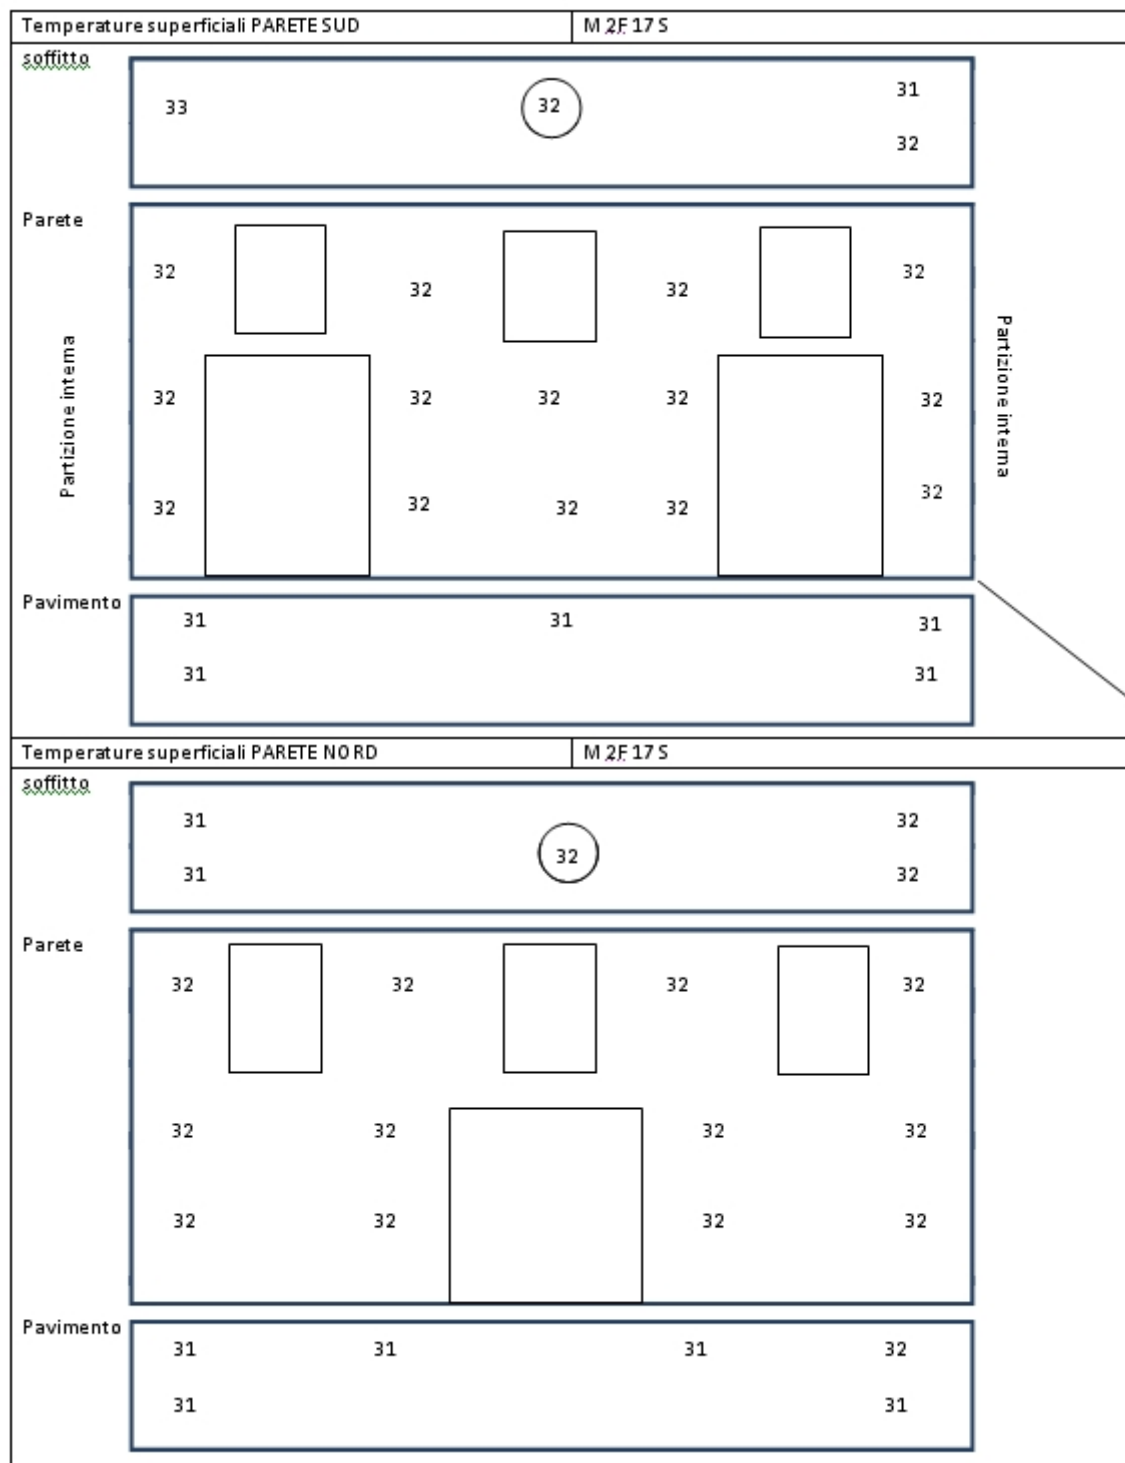 Temperature superficiali PARETE SUD
M 2F 17 S
soffitto
33 32 31
32
Parete
32 32 32 32
Partizione interna
Partizione interna
32 32 32 32 32
32 32 32 32 32
Pavimento
31 31 31
31 31
Temperature superficiali PARETE NORD
M 2F 17 S
soffitto
31 32 32
31 32
Parete
32 32 32 32
32 32 32 32
32 32 32 32
Pavimento
31 31 31 32
31 31